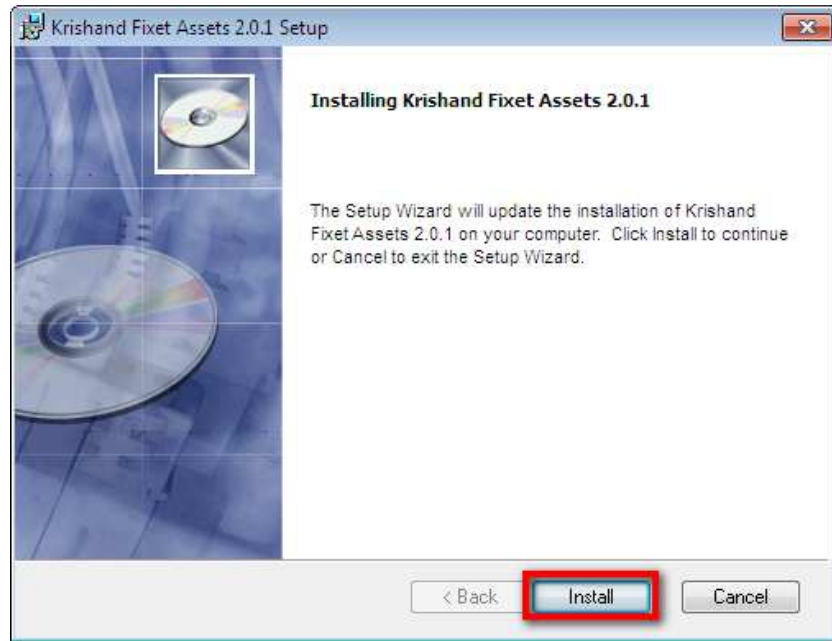 Krishand Fixet Assets 2.0.1 Setup
Installing Krishand Fixet Assets 2.0.1
The Setup Wizard will update the installation of Krishand
Fixet Assets 2.0.1 on your computer. Click Install to continue
or Cancel to exit the Setup Wizard.
< Back
Install
Cancel